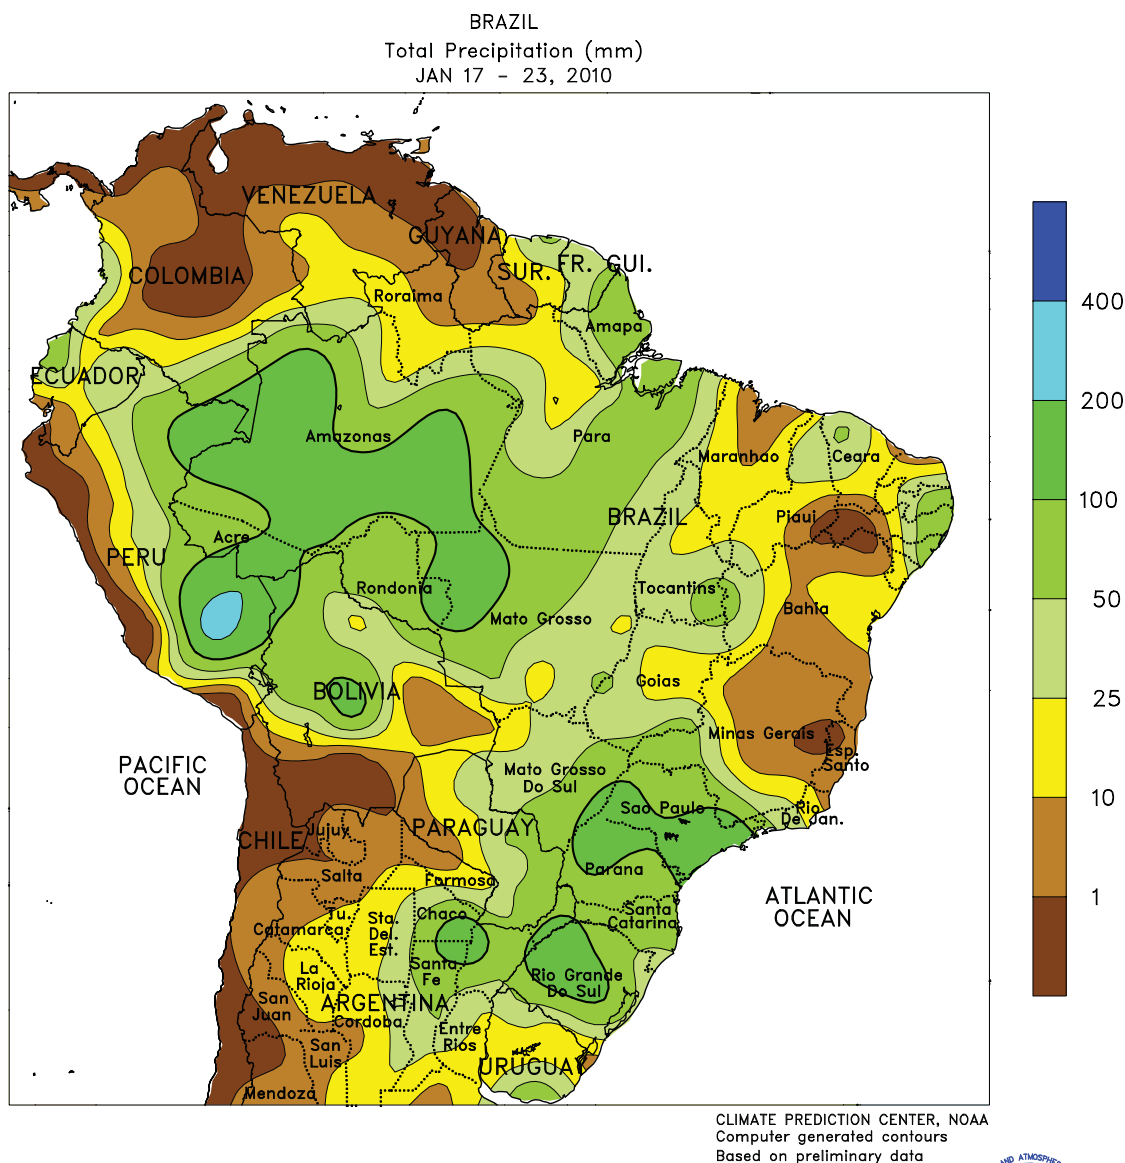 BRAZIL
Total Precipitation (mm)
JAN 17 - 23, 2010
VENEZUELA
GUYANA
COLOMBIA
SUR.
FR. GUI.
Roraima
Amapa
ECUADOR
Amazonas
Para
Maranhao
Ceara
BRAZIL
Piaui
Acre
PERU
Rondonia
Tocantins
Mato Grosso
Bahia
BOLIVIA
Goias
Minas Gerais
Esp.
Santo
PACIFIC
OCEAN
Mato Grosso
Do Sul
Sao Paulo
Rio
De Jan.
CHILE
Jujuy
PARAGUAY
Salta
Formosa
Parana
ATLANTIC
OCEAN
Tu.
Catamarca
Sta.
Del.
Est.
Chaco
Santa
Catarina
La
Rioja
Santa
Fe
Rio Grande
Do Sul
San
Juan
ARGENTINA
Cordoba
Entre
Rios
San
Luis
URUGUAY
Mendoza
400
200
100
50
25
10
1
CLIMATE PREDICTION CENTER, NOAA
Computer generated contours
Based on preliminary data
AND ATMOSPHE